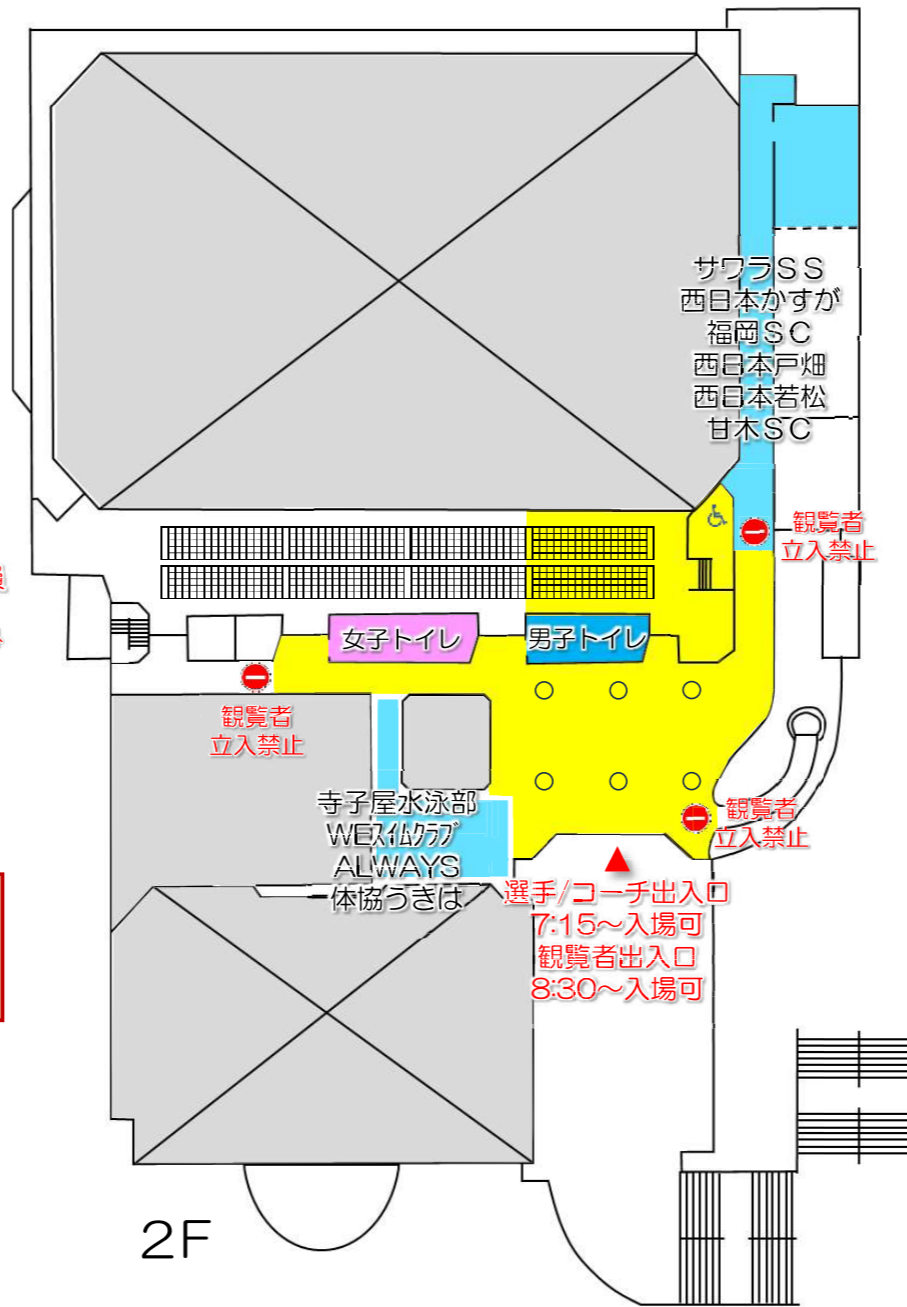 サワラSS
西日本かすが
福岡SC
西日本戸畑
西日本若松
甘木SC
観覧者
立入禁止
女子トイレ
男子トイレ
観覧者
立入禁止
寺子屋水泳部
WEスイムクラブ
ALWAYS
体協うきは
観覧者
立入禁止
選手/コーチ出入口
7:15～入場可
観覧者出入口
8:30～入場可
2F